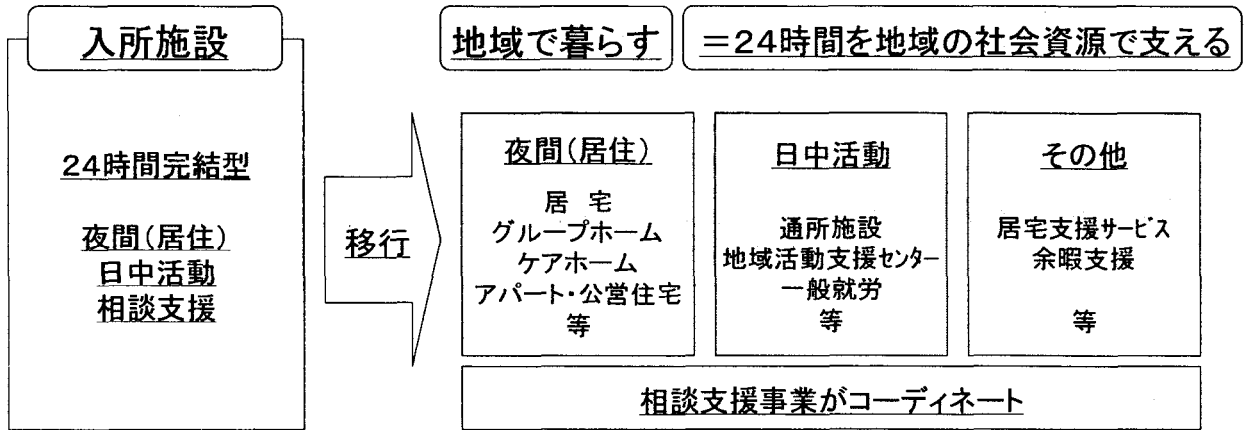 入所施設
24時間完結型
夜間(居住)
日中活動
相談支援
移行
地域で暮らす
＝24時間を地域の社会資源で支える
夜間(居住)
居 宅
グループホーム
ケアホーム
アパート・公営住宅
等
日中活動
通所施設
地域活動支援センター
一般就労
等
その他
居宅支援サービス
余暇支援
等
相談支援事業がコーディネート